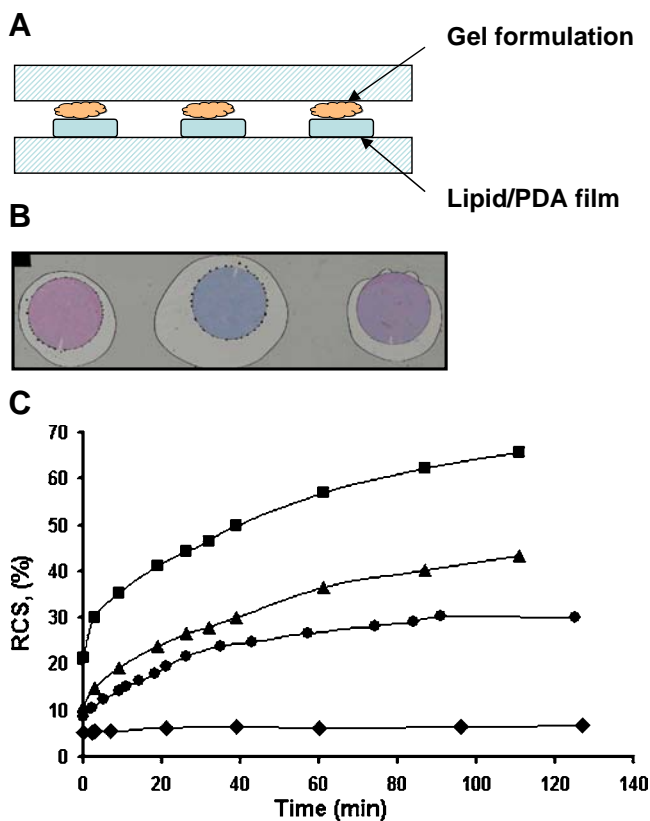 A
Gel formulation
Lipid/PDA film
B
C
70
60
50
40
30
20
10
0
RCS, (%)
0 20 40 60 80 100 120 140
Time (min)